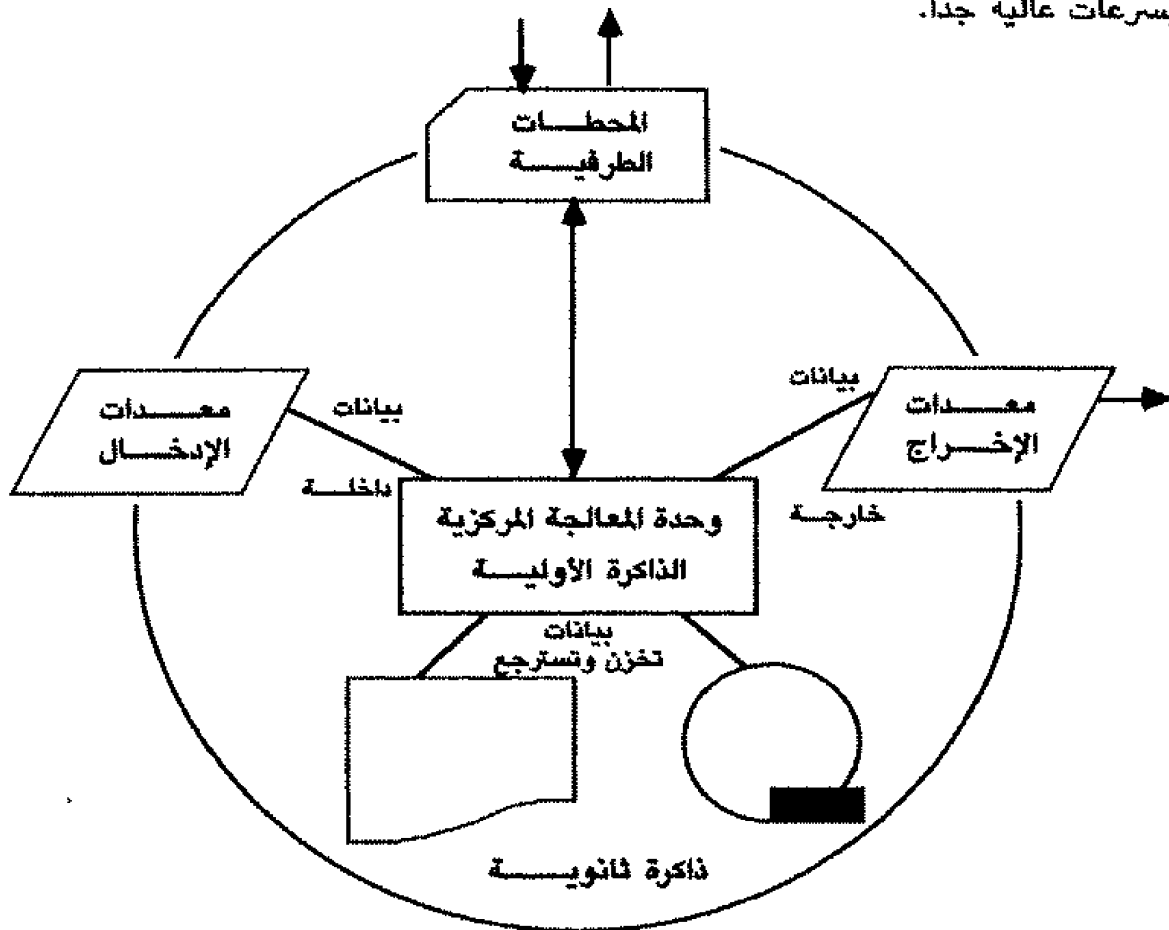 بسرعات عالية جدا.
المحطات
الطرفية
معدات
الإخراج
بيانات
خارجة
بيانات
داخلة
معدات
الإدخال
وحدة المعالجة المركزية
الذاكرة الأولية
بيانات
تخزن وتسترجع
ذاكرة ثانوية